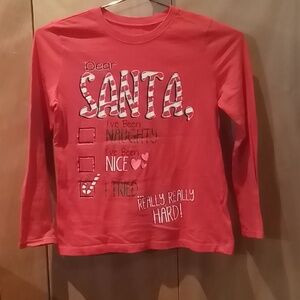 Dear
SANTA,
I've Been
NAUGHTY
I've Been
NICE
I TRIED
REALLY REALLY
HARD!